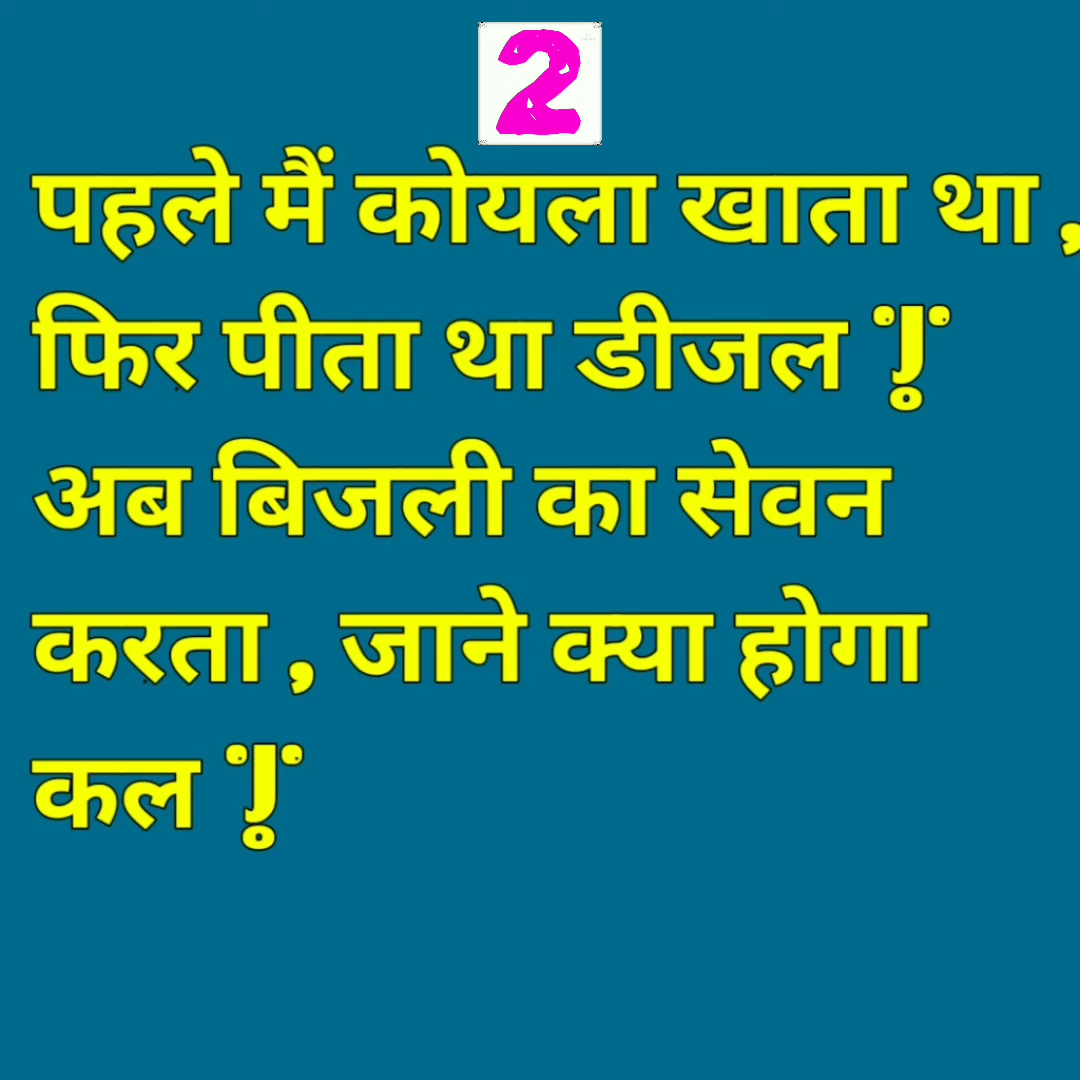 2
पहले मैं कोयला खाता था ,
फिर पीता था डीजल !
अब बिजली का सेवन
करता , जाने क्या होगा
कल !